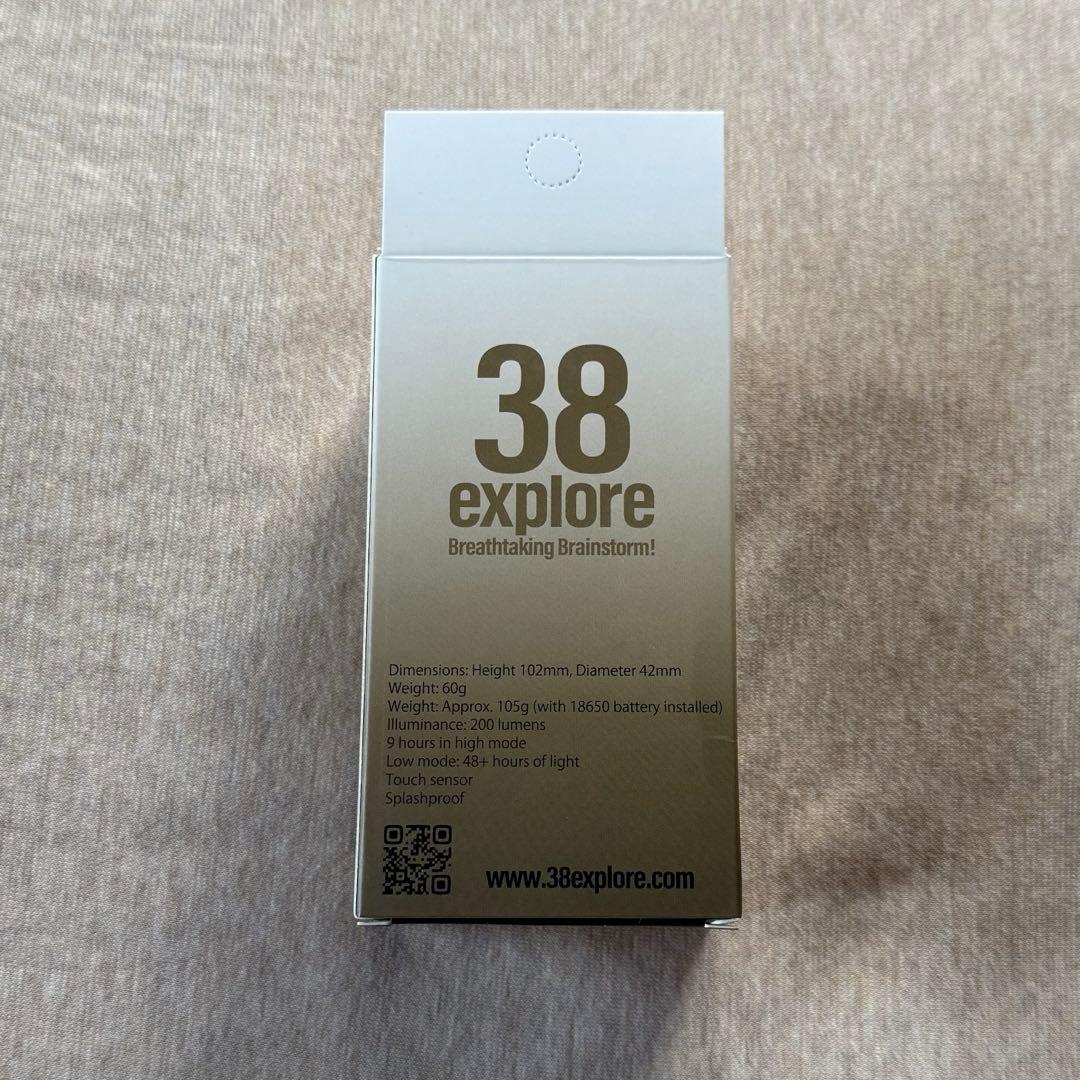 38
explore
Breathtaking Brainstorm!
Dimensions: Height 102mm, Diameter 42mm
Weight: 60g
Weight: Approx. 105g (with 18650 battery installed)
Illuminance: 200 lumens
9 hours in high mode
Low mode: 48+ hours of light
Touch sensor
Splashproof
www.38explore.com